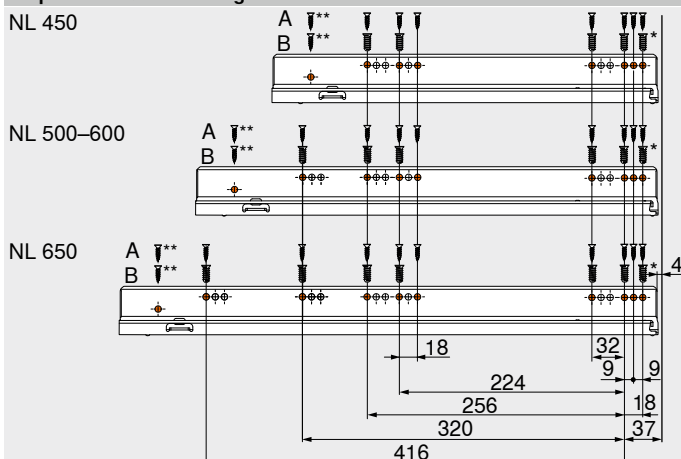 NL 450
A **
B ** *
NL 500–600
A **
B ** *
NL 650
A **
B ** * 4
18 32
9 9
224
256 18
320 37
416